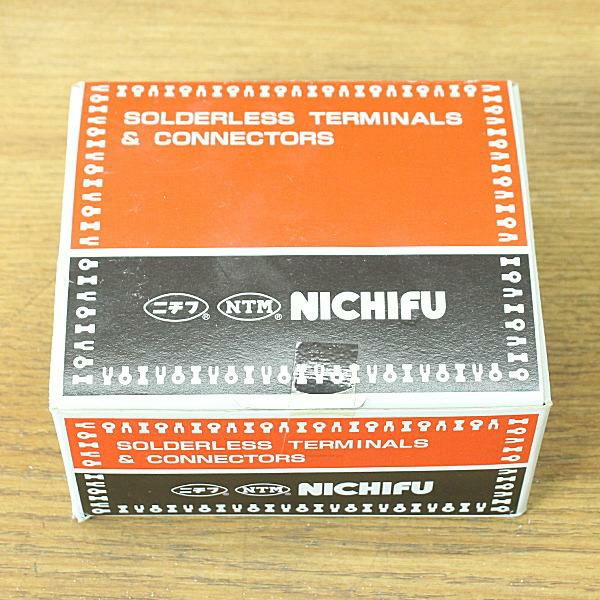 SOLDERLESS TERMINALS
& CONNECTORS
ニチフ® NTM® NICHIFU
SOLDERLESS TERMINALS
& CONNECTORS
ニチフ® NTM® NICHIFU